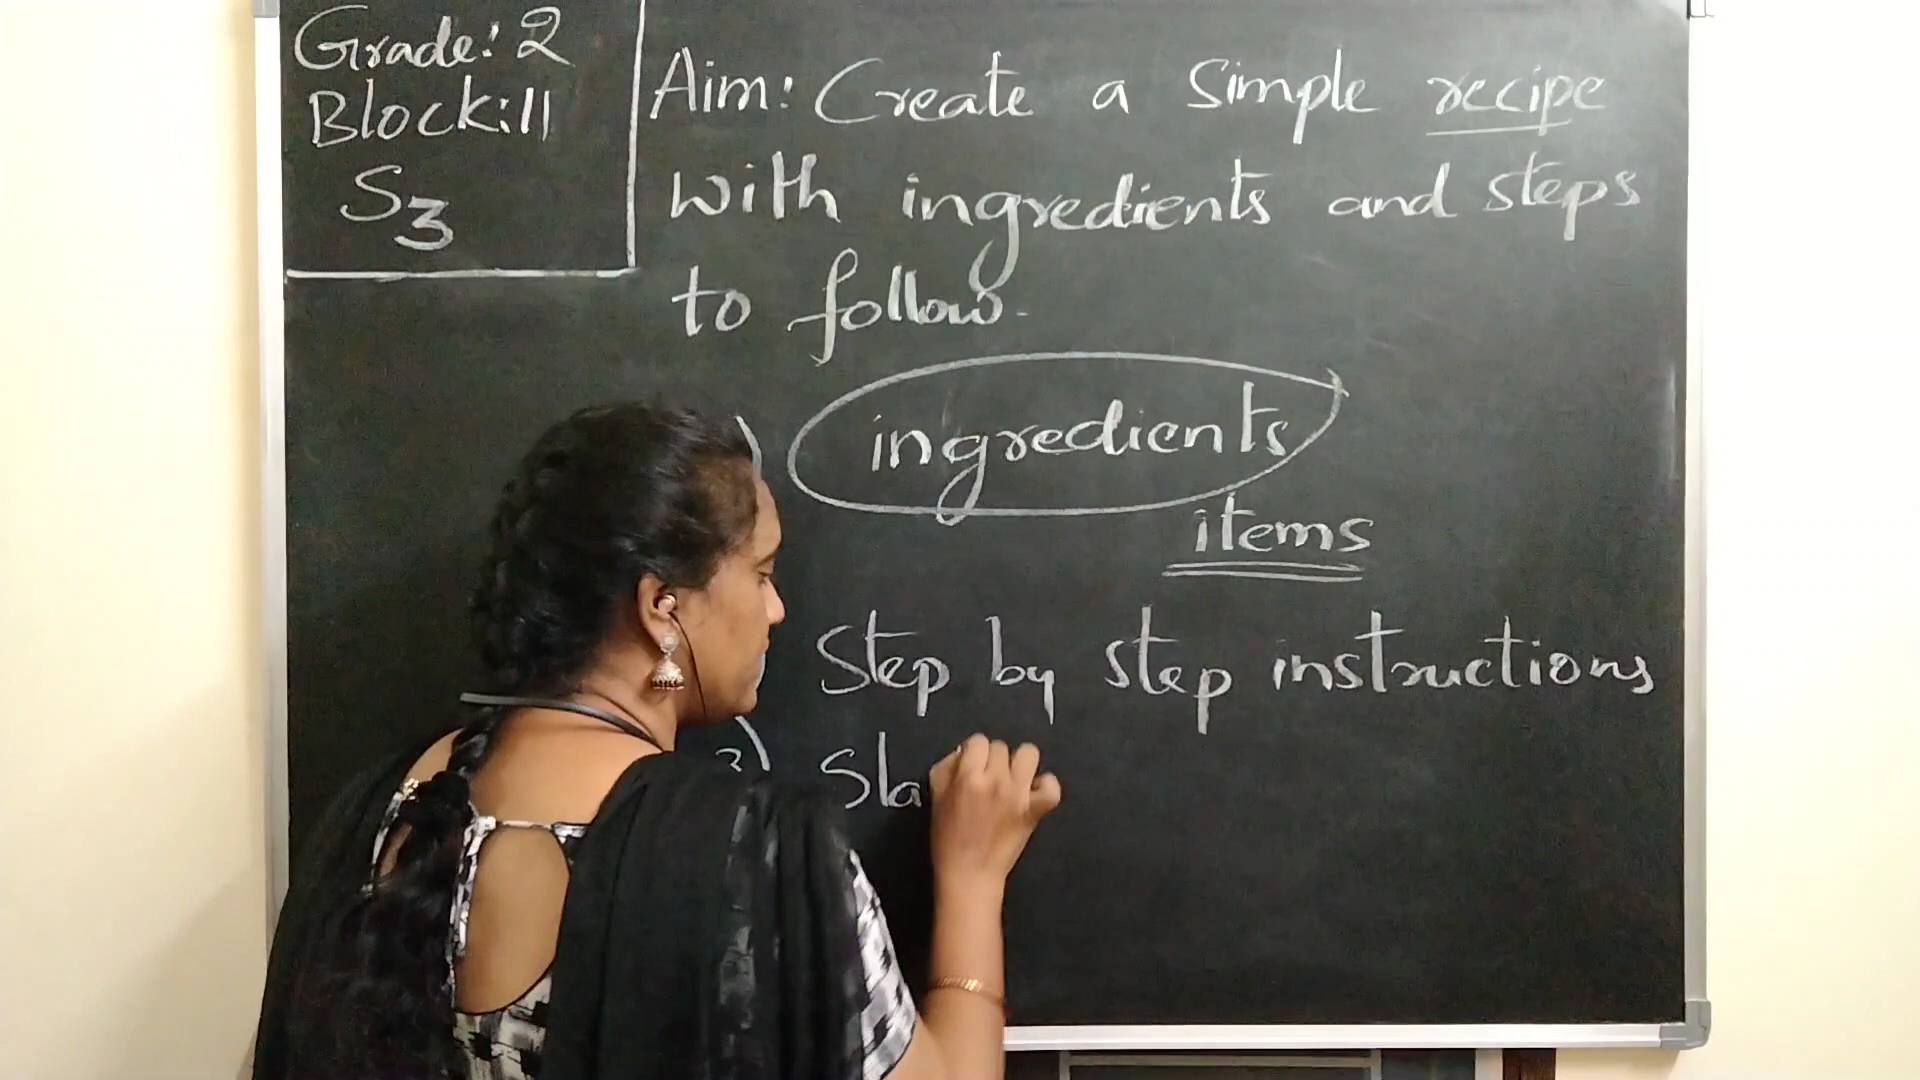 Grade: 2
Block: 11
S3
Aim: Create a simple recipe
with ingredients and steps
to follow.
) ingredients
items
Step by step instructions
)